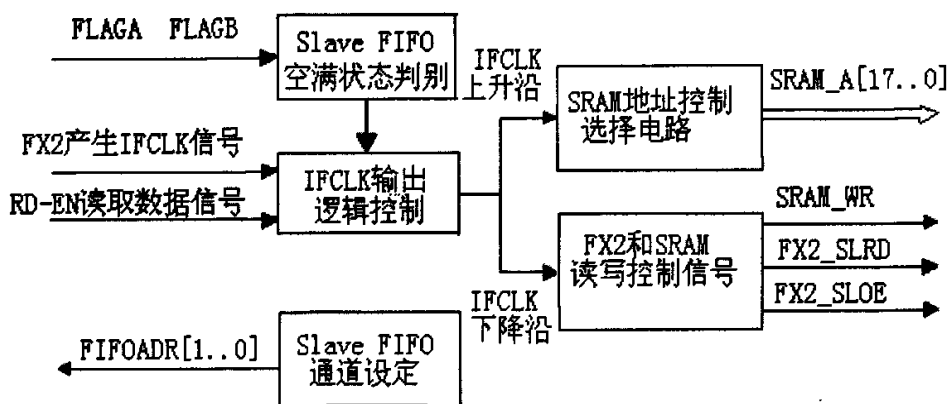 FLAGA FLAGB
Slave FIFO
空满状态判别
IFCLK
上升沿
SRAM地址控制
选择电路
SRAM_A[17..0]
FX2产生IFCLK信号
RD-EN读取数据信号
IFCLK输出
逻辑控制
FX2和SRAM
读写控制信号
SRAM_WR
FX2_SLRD
FX2_SLOE
IFCLK
下降沿
FIFOADR[1..0]
Slave FIFO
通道设定